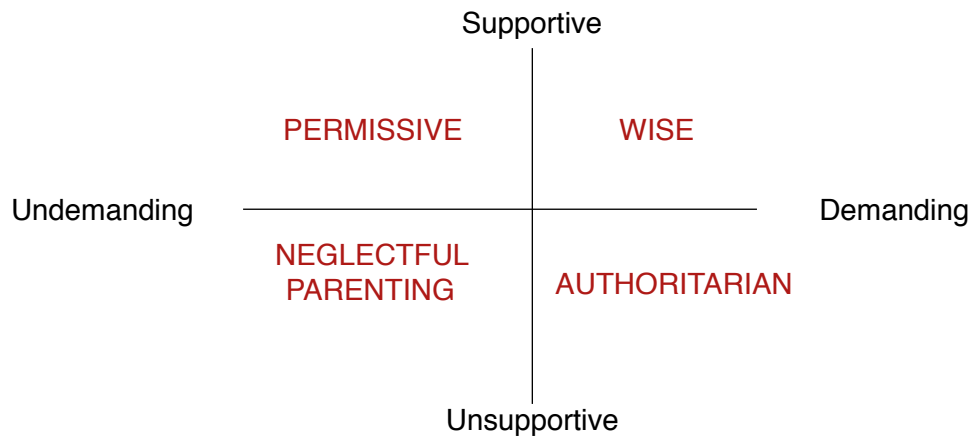 Supportive
PERMISSIVE
WISE
Undemanding
Demanding
NEGLECTFUL
PARENTING
AUTHORITARIAN
Unsupportive